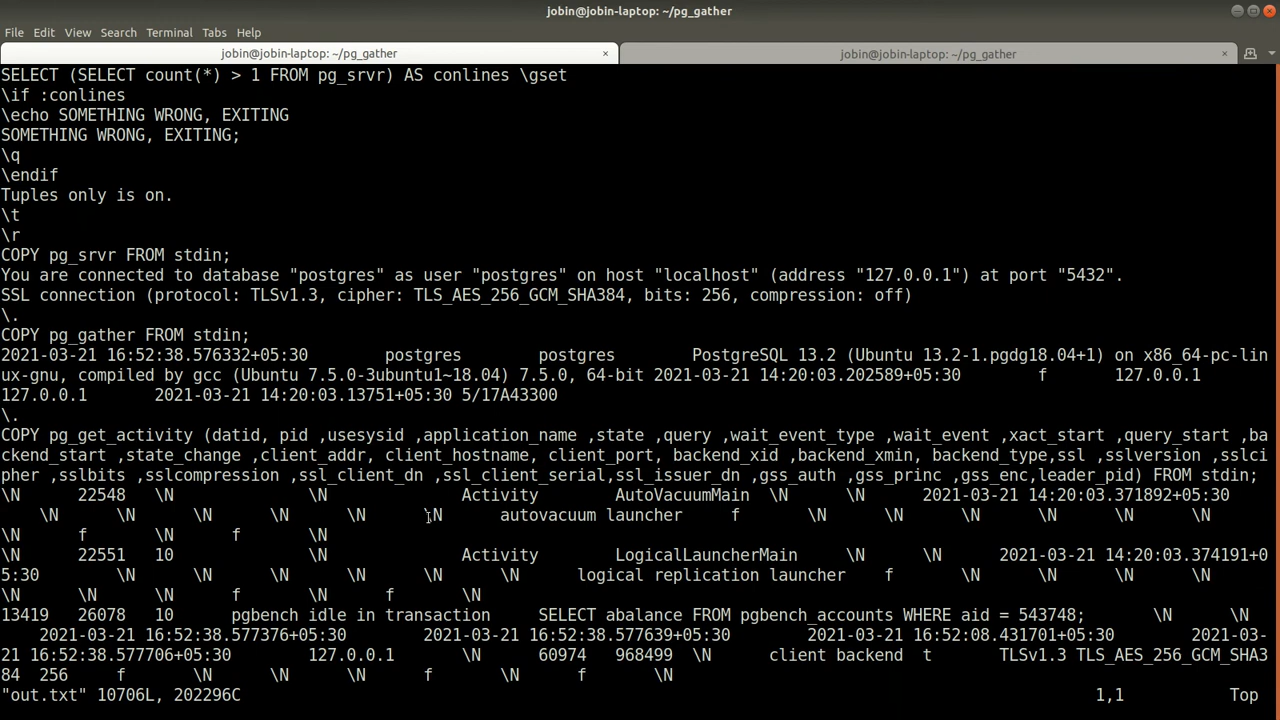 jobin@jobin-laptop: ~/pg_gather
File Edit View Search Terminal Tabs Help
jobin@jobin-laptop: ~/pg_gather × jobin@jobin-laptop: ~/pg_gather ×
SELECT (SELECT count(*) > 1 FROM pg_srvr) AS conlines \gset
\if :conlines
\echo SOMETHING WRONG, EXITING
SOMETHING WRONG, EXITING;
\q
\endif
Tuples only is on.
\t
\r
COPY pg_srvr FROM stdin;
You are connected to database "postgres" as user "postgres" on host "localhost" (address "127.0.0.1") at port "5432".
SSL connection (protocol: TLSv1.3, cipher: TLS_AES_256_GCM_SHA384, bits: 256, compression: off)
\.
COPY pg_gather FROM stdin;
2021-03-21 16:52:38.576332+05:30 postgres postgres PostgreSQL 13.2 (Ubuntu 13.2-1.pgdg18.04+1) on x86_64-pc-lin
ux-gnu, compiled by gcc (Ubuntu 7.5.0-3ubuntu1~18.04) 7.5.0, 64-bit 2021-03-21 14:20:03.202589+05:30 f 127.0.0.1
127.0.0.1 2021-03-21 14:20:03.13751+05:30 5/17A43300
\.
COPY pg_get_activity (datid, pid ,usesysid ,application_name ,state ,query ,wait_event_type ,wait_event ,xact_start ,query_start ,ba
ckend_start ,state_change ,client_addr, client_hostname, client_port, backend_xid ,backend_xmin, backend_type,ssl ,sslversion ,sslci
pher ,sslbits ,sslcompression ,ssl_client_dn ,ssl_client_serial,ssl_issuer_dn ,gss_auth ,gss_princ ,gss_enc,leader_pid) FROM stdin;
\N 22548 \N \N Activity AutoVacuumMain \N \N 2021-03-21 14:20:03.371892+05:30
\N \N \N \N \N \N autovacuum launcher f \N \N \N \N \N \N
\N f \N f \N
\N 22551 10 \N Activity LogicalLauncherMain \N \N 2021-03-21 14:20:03.374191+0
5:30 \N \N \N \N \N \N logical replication launcher f \N \N \N \N
\N \N \N f \N f \N
13419 26078 10 pgbench idle in transaction SELECT abalance FROM pgbench_accounts WHERE aid = 543748; \N \N
2021-03-21 16:52:38.577376+05:30 2021-03-21 16:52:38.577639+05:30 2021-03-21 16:52:08.431701+05:30 2021-03-
21 16:52:38.577706+05:30 127.0.0.1 \N 60974 968499 \N client backend t TLSv1.3 TLS_AES_256_GCM_SHA3
84 256 f \N \N \N f \N f \N
"out.txt" 10706L, 202296C 1,1 Top